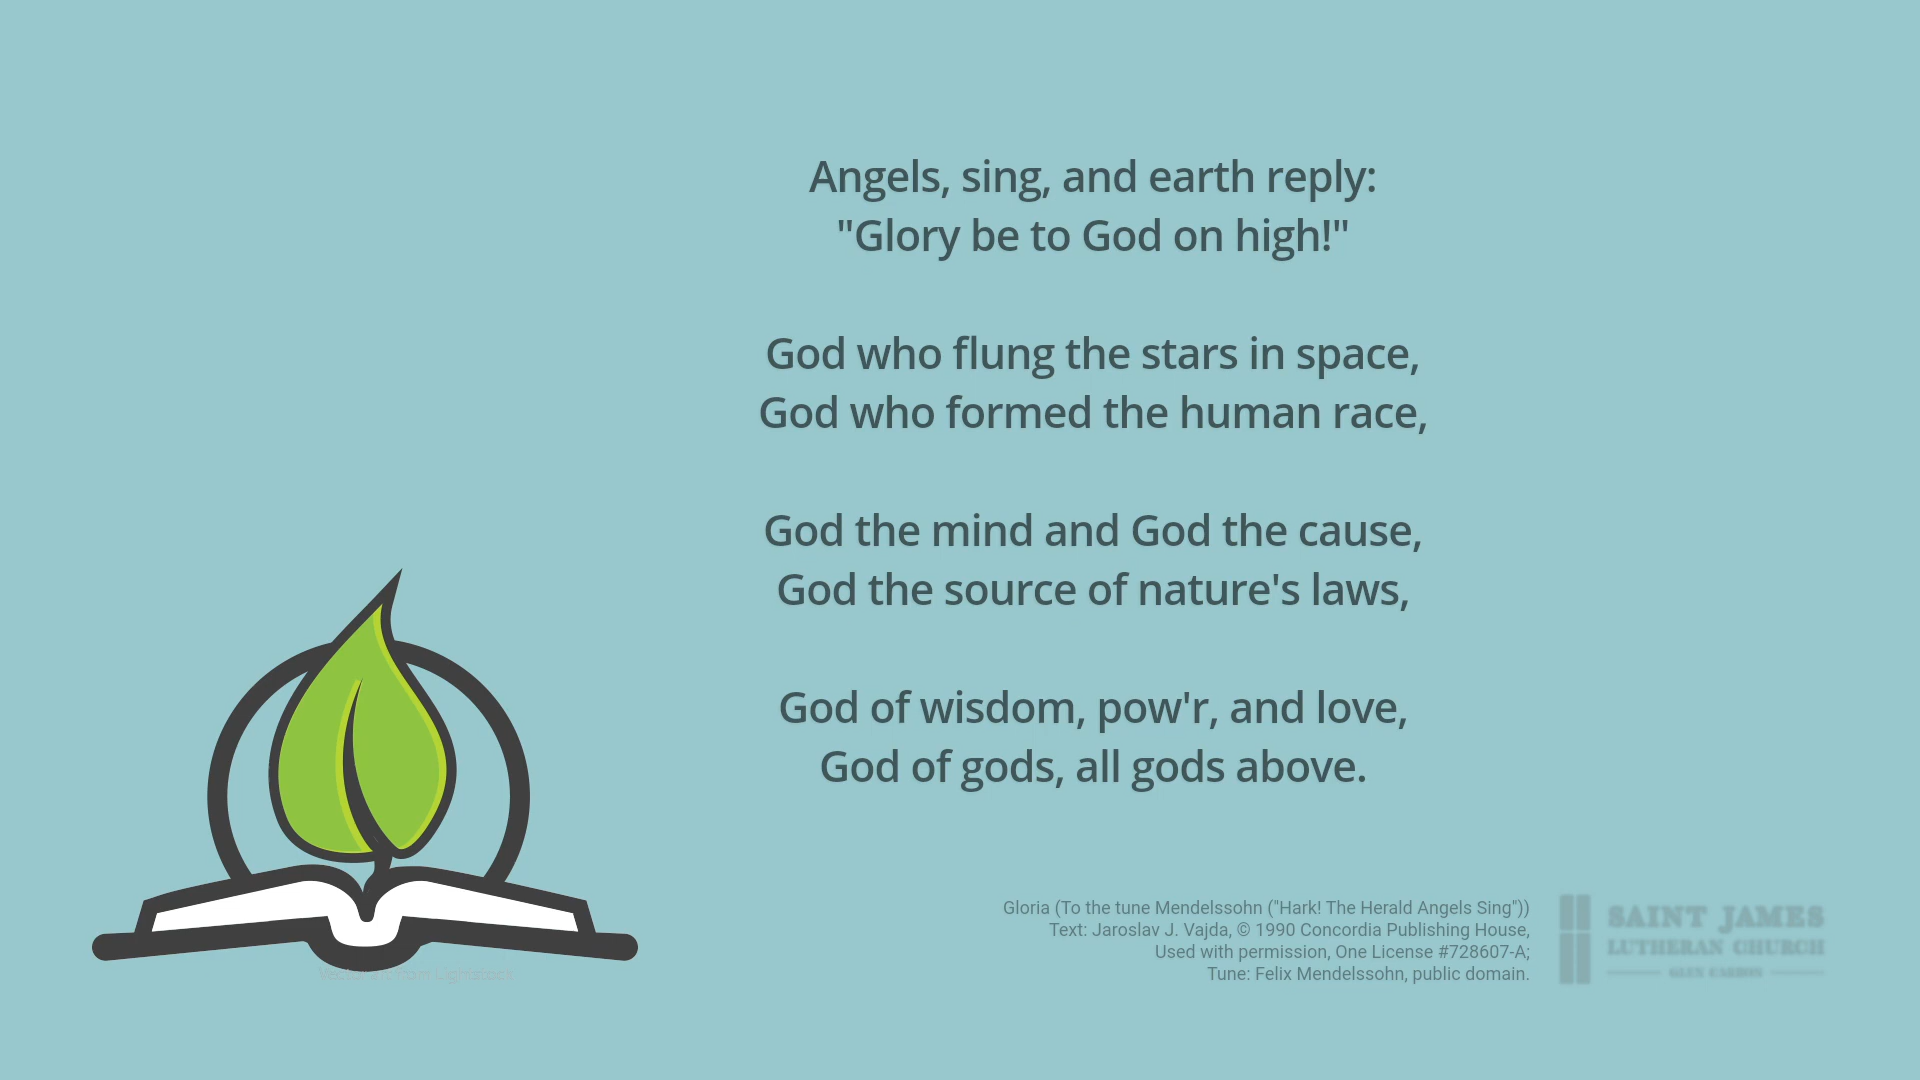 Angels, sing, and earth reply:
"Glory be to God on high!"
God who flung the stars in space,
God who formed the human race,
God the mind and God the cause,
God the source of nature's laws,
God of wisdom, pow'r, and love,
God of gods, all gods above.
Gloria (To the tune Mendelssohn ("Hark! The Herald Angels Sing"))
Text: Jaroslav J. Vajda, © 1990 Concordia Publishing House,
Used with permission, One License #728607-A;
Tune: Felix Mendelssohn, public domain.
SAINT JAMES
LUTHERAN CHURCH
GLEN CARBON